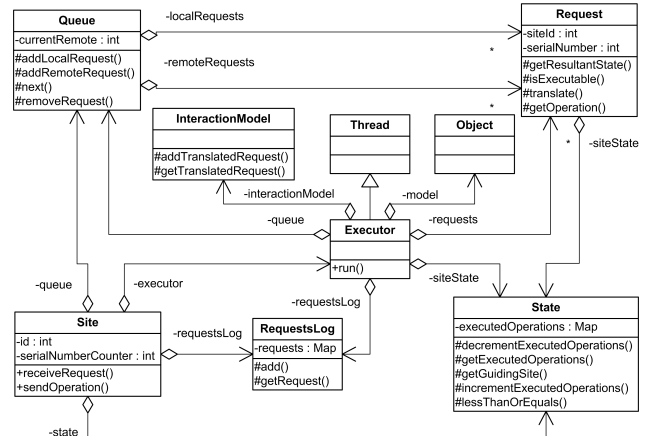 Queue
-currentRemote : int
#addLocalRequest()
#addRemoteRequest()
#next()
#removeRequest()
-localRequests
*
-remoteRequests
*
Request
-siteId : int
-serialNumber : int
#getResultantState()
#isExecutable()
#translate()
#getOperation()
*
-siteState
InteractionModel
#addTranslatedRequest()
#getTranslatedRequest()
Thread
Object
-interactionModel
-model
-queue
-requests
Executor
+run()
-siteState
-requestsLog
-queue
-executor
Site
-id : int
-serialNumberCounter : int
+receiveRequest()
+sendOperation()
-requestsLog
RequestsLog
-requests : Map
#add()
#getRequest()
State
-executedOperations : Map
#decrementExecutedOperations()
#getExecutedOperations()
#getGuidingSite()
#incrementExecutedOperations()
#lessThanOrEquals()
-state